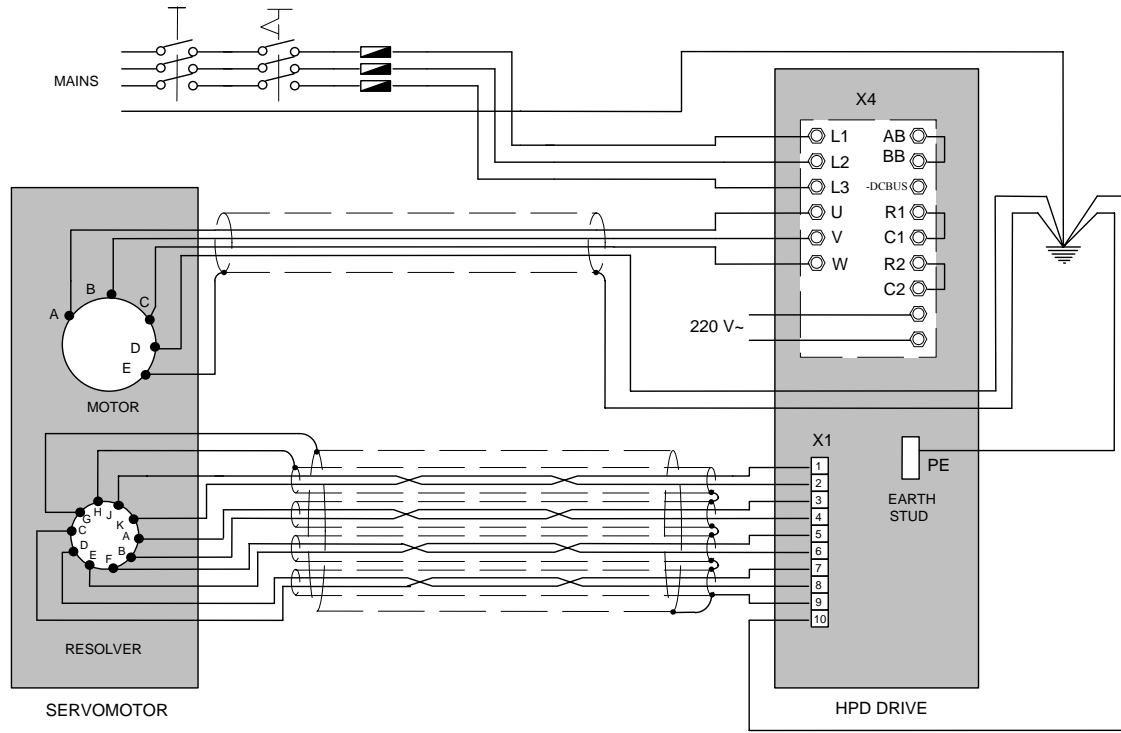 MAINS
X4
L1 AB
L2 BB
L3 -DCBUS
U R1
V C1
W R2
C2
220 V~
A
B
C
D
E
MOTOR
H
J
G
K
C
A
D
B
E
F
RESOLVER
SERVOMOTOR
X1
1
2
3
4
5
6
7
8
9
10
PE
EARTH
STUD
HPD DRIVE